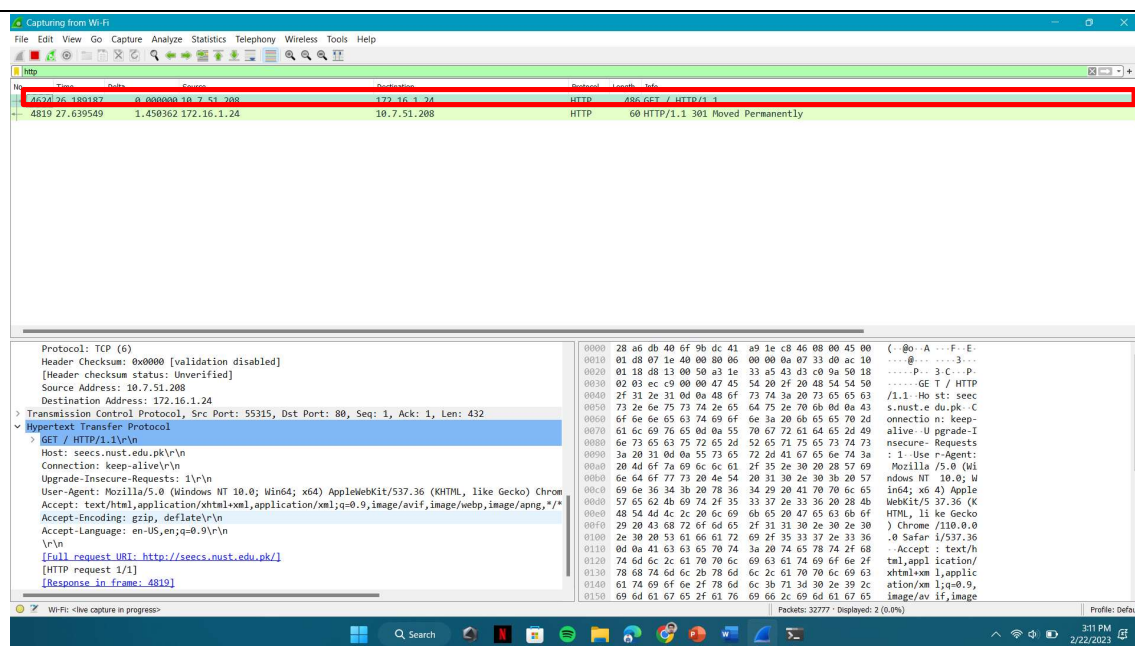 Capturing from Wi-Fi
File Edit View Go Capture Analyze Statistics Telephony Wireless Tools Help
http
No. Time Delta Source Destination Protocol Length Info
4624 26.189187 0.000000 10.7.51.208 172.16.1.24 HTTP 486 GET / HTTP/1.1
4819 27.639549 1.450362 172.16.1.24 10.7.51.208 HTTP 60 HTTP/1.1 301 Moved Permanently
Protocol: TCP (6)
Header Checksum: 0x0000 [validation disabled]
[Header checksum status: Unverified]
Source Address: 10.7.51.208
Destination Address: 172.16.1.24
Transmission Control Protocol, Src Port: 55315, Dst Port: 80, Seq: 1, Ack: 1, Len: 432
Hypertext Transfer Protocol
GET / HTTP/1.1\r\n
Host: seecs.nust.edu.pk\r\n
Connection: keep-alive\r\n
Upgrade-Insecure-Requests: 1\r\n
User-Agent: Mozilla/5.0 (Windows NT 10.0; Win64; x64) AppleWebKit/537.36 (KHTML, like Gecko) Chrom
Accept: text/html,application/xhtml+xml,application/xml;q=0.9,image/avif,image/webp,image/apng,*/*
Accept-Encoding: gzip, deflate\r\n
Accept-Language: en-US,en;q=0.9\r\n
\r\n
[Full request URI: http://seecs.nust.edu.pk/]
[HTTP request 1/1]
[Response in frame: 4819]
0000 28 a6 db 40 6f 9b dc 41 a9 1e c8 46 08 00 45 00 (··@o··A ···F··E·
0010 01 d8 07 1e 40 00 80 06 00 00 0a 07 33 d0 ac 10 ····@··· ····3···
0020 01 18 d8 13 00 50 a3 1e 33 a5 43 d3 c0 9a 50 18 ·····P·· 3·C···P·
0030 02 03 ec c9 00 00 47 45 54 20 2f 20 48 54 54 50 ······GE T / HTTP
0040 2f 31 2e 31 0d 0a 48 6f 73 74 3a 20 73 65 65 63 /1.1··Ho st: seec
0050 73 2e 6e 75 73 74 2e 65 64 75 2e 70 6b 0d 0a 43 s.nust.e du.pk··C
0060 6f 6e 6e 65 63 74 69 6f 6e 3a 20 6b 65 65 70 2d onnectio n: keep-
0070 61 6c 69 76 65 0d 0a 55 70 67 72 61 64 65 2d 49 alive··U pgrade-I
0080 6e 73 65 63 75 72 65 2d 52 65 71 75 65 73 74 73 nsecure- Requests
0090 3a 20 31 0d 0a 55 73 65 72 2d 41 67 65 6e 74 3a : 1··Use r-Agent:
00a0 20 4d 6f 7a 69 6c 6c 61 2f 35 2e 30 20 28 57 69 Mozilla /5.0 (Wi
00b0 6e 64 6f 77 73 20 4e 54 20 31 30 2e 30 3b 20 57 ndows NT 10.0; W
00c0 69 6e 36 34 3b 20 78 36 34 29 20 41 70 70 6c 65 in64; x6 4) Apple
00d0 57 65 62 4b 69 74 2f 35 33 37 2e 33 36 20 28 4b WebKit/5 37.36 (K
00e0 48 54 4d 4c 2c 20 6c 69 6b 65 20 47 65 63 6b 6f HTML, li ke Gecko
00f0 29 20 43 68 72 6f 6d 65 2f 31 31 30 2e 30 2e 30 ) Chrome /110.0.0
0100 2e 30 20 53 61 66 61 72 69 2f 35 33 37 2e 33 36 .0 Safar i/537.36
0110 0d 0a 41 63 63 65 70 74 3a 20 74 65 78 74 2f 68 ··Accept : text/h
0120 74 6d 6c 2c 61 70 70 6c 69 63 61 74 69 6f 6e 2f tml,appl ication/
0130 78 68 74 6d 6c 2b 78 6d 6c 2c 61 70 70 6c 69 63 xhtml+xm l,applic
0140 61 74 69 6f 6e 2f 78 6d 6c 3b 71 3d 30 2e 39 2c ation/xm l;q=0.9,
0150 69 6d 61 67 65 2f 61 76 69 66 2c 69 6d 61 67 65 image/av if,image
Wi-Fi: <live capture in progress> Packets: 32777 · Displayed: 2 (0.0%) Profile: Defau
Search 3:11 PM
2/22/2023